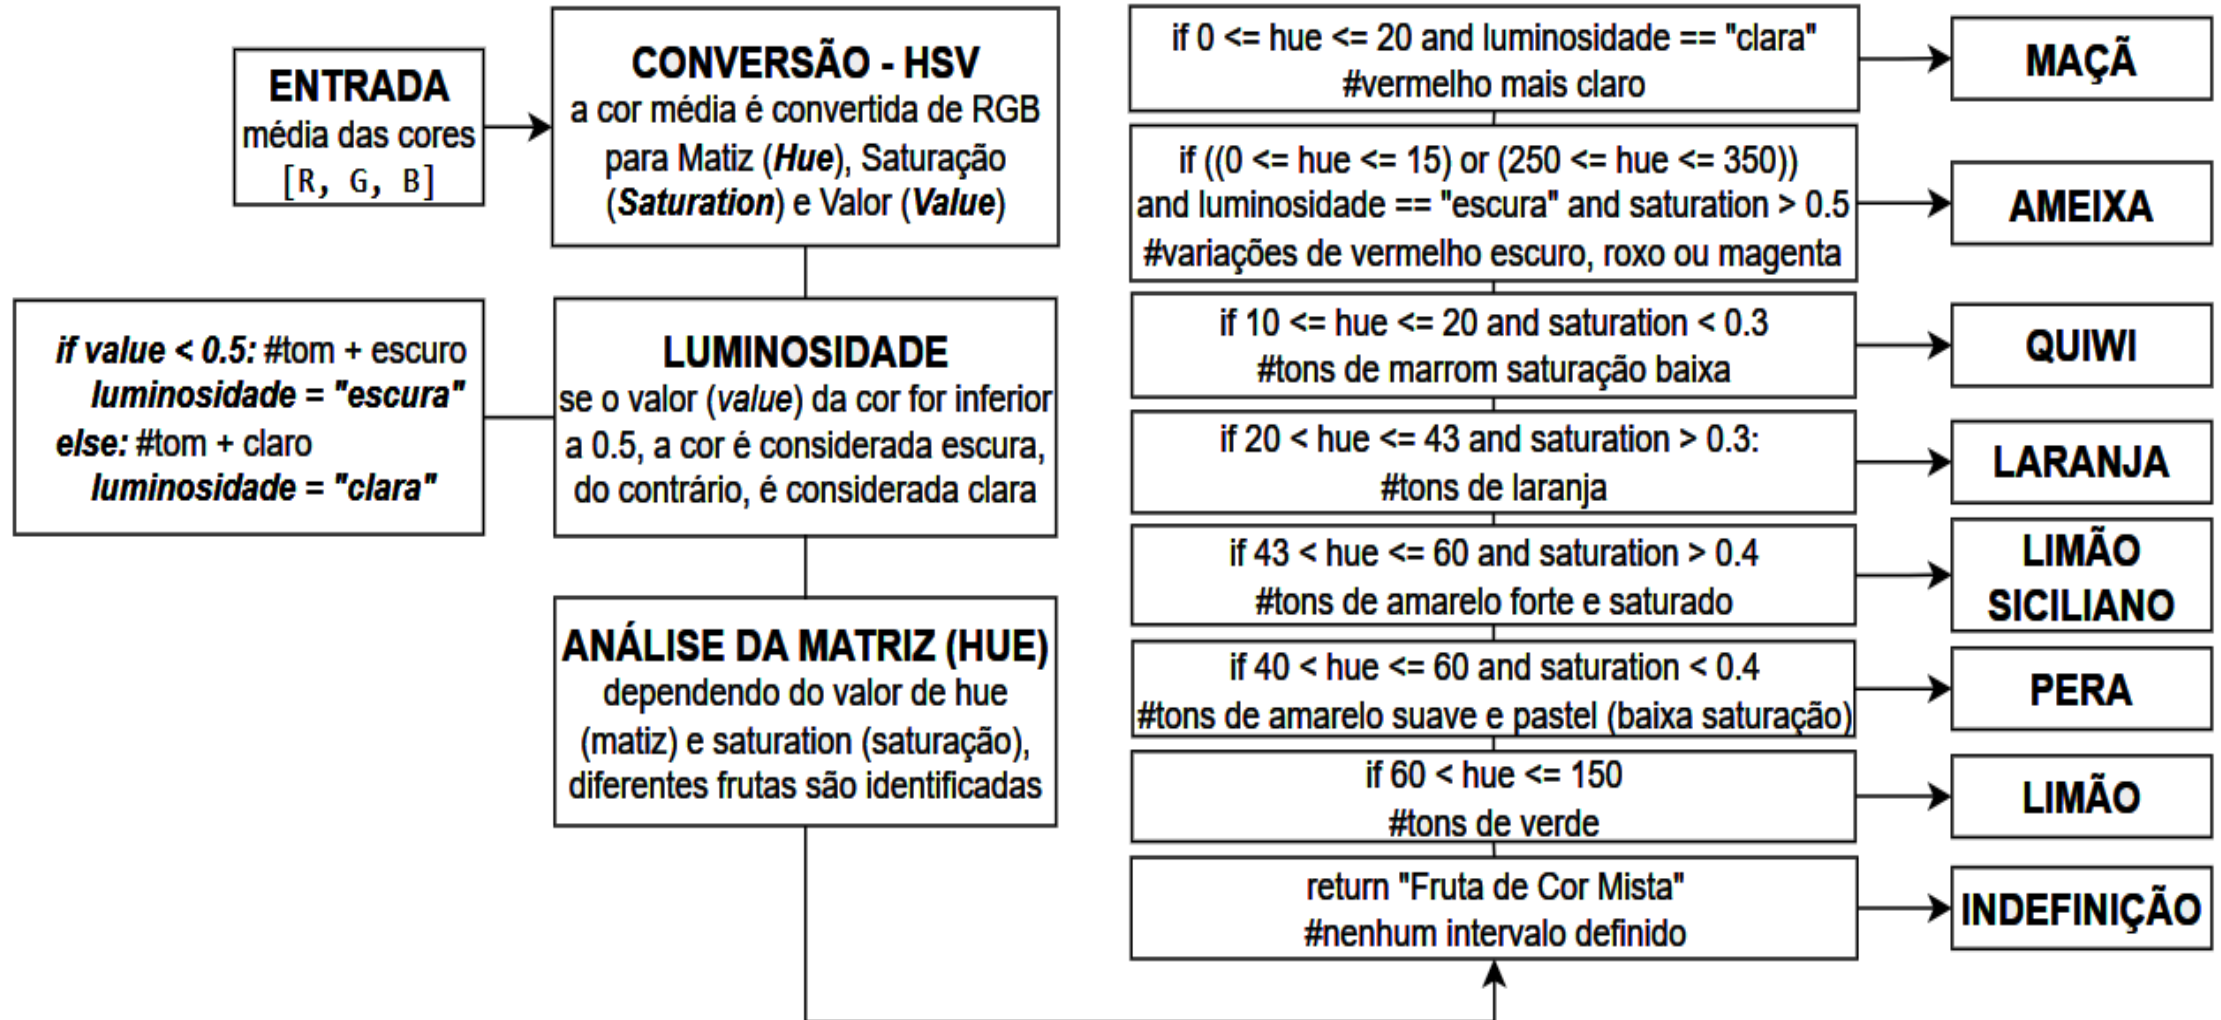 ENTRADA
média das cores
[R, G, B]
CONVERSÃO - HSV
a cor média é convertida de RGB
para Matiz (Hue), Saturação
(Saturation) e Valor (Value)
if value < 0.5: #tom + escuro
luminosidade = "escura"
else: #tom + claro
luminosidade = "clara"
LUMINOSIDADE
se o valor (value) da cor for inferior
a 0.5, a cor é considerada escura,
do contrário, é considerada clara
ANÁLISE DA MATRIZ (HUE)
dependendo do valor de hue
(matiz) e saturation (saturação),
diferentes frutas são identificadas
if 0 <= hue <= 20 and luminosidade == "clara"
#vermelho mais claro
MAÇÃ
if ((0 <= hue <= 15) or (250 <= hue <= 350))
and luminosidade == "escura" and saturation > 0.5
#variações de vermelho escuro, roxo ou magenta
AMEIXA
if 10 <= hue <= 20 and saturation < 0.3
#tons de marrom saturação baixa
QUIWI
if 20 < hue <= 43 and saturation > 0.3:
#tons de laranja
LARANJA
if 43 < hue <= 60 and saturation > 0.4
#tons de amarelo forte e saturado
LIMÃO
SICILIANO
if 40 < hue <= 60 and saturation < 0.4
#tons de amarelo suave e pastel (baixa saturação)
PERA
if 60 < hue <= 150
#tons de verde
LIMÃO
return "Fruta de Cor Mista"
#nenhum intervalo definido
INDEFINIÇÃO